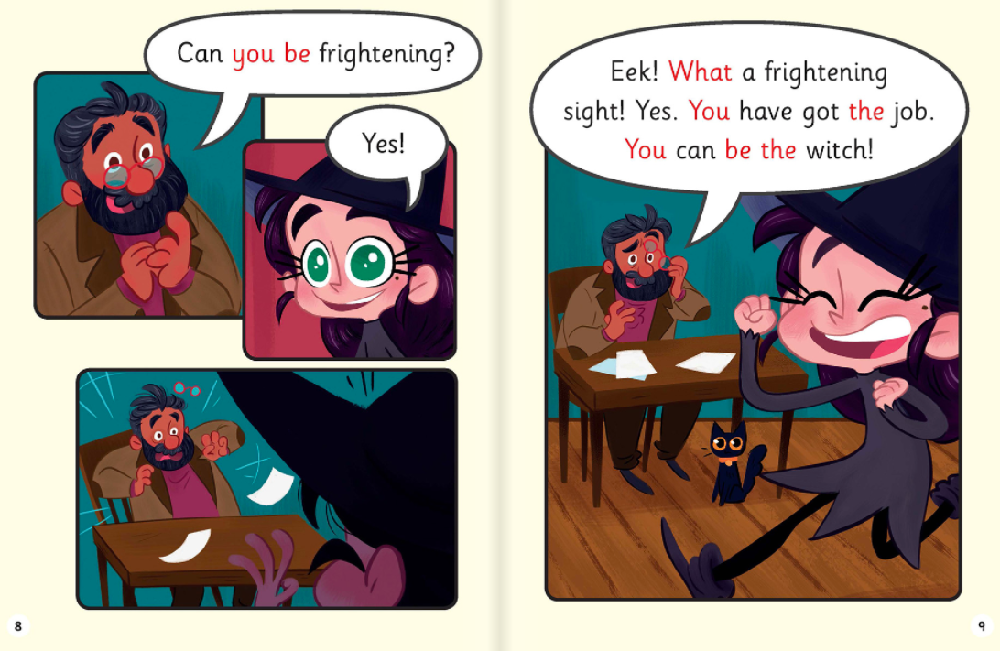 Can you be frightening?
Yes!
8
Eek! What a frightening
sight! Yes. You have got the job.
You can be the witch!
9